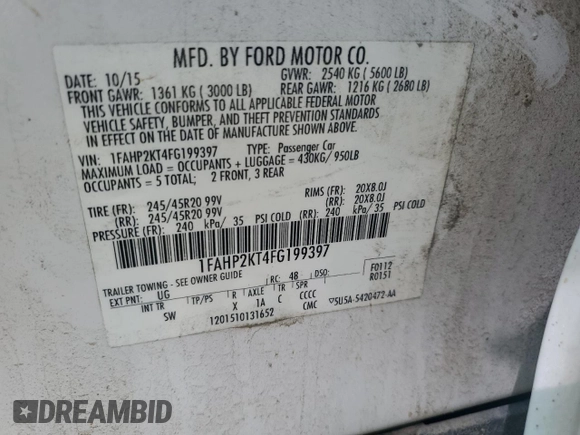 MFD. BY FORD MOTOR CO.
DATE: 10/15 GVWR: 2540 KG ( 5600 LB)
FRONT GAWR: 1361 KG ( 3000 LB) REAR GAWR: 1216 KG ( 2680 LB)
THIS VEHICLE CONFORMS TO ALL APPLICABLE FEDERAL MOTOR
VEHICLE SAFETY, BUMPER, AND THEFT PREVENTION STANDARDS
IN EFFECT ON THE DATE OF MANUFACTURE SHOWN ABOVE.
VIN: 1FAHP2KT4FG199397 TYPE: Passenger Car
MAXIMUM = OCCUPANTS + LUGGAGE = 430KG/ 950LB
OCCUPANTS = 5 TOTAL; 2 FRONT, 3 REAR
TIRE (FR): 245/45R20 99V RIMS (FR): 20X8.0J
(RR): 245/45R20 99V (RR): 20X8.0J
PRESSURE (FR): 240 kPa/ 35 PSI COLD (RR): 240 kPa/ 35 PSI COLD
1FAHP2KT4FG199397
TRAILER TOWING - SEE OWNER GUIDE RC: 48 DSO: F0112
EXT PNT: UG R0151
INT TR TP/PS R AXLE TR SPR
SW X 1A C CCCC 5U5A-5420472-AA
1201510131652 CMC
DREAMBID